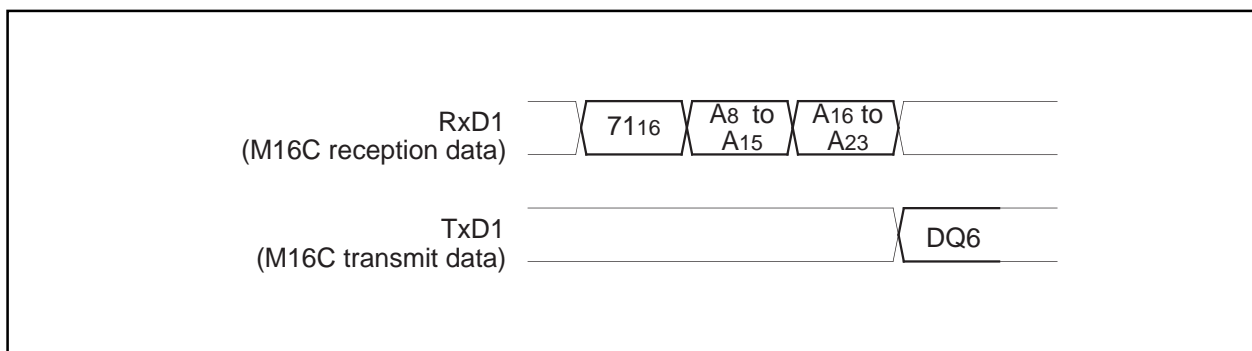 RxD1
(M16C reception data)
7116
A8 to
A15
A16 to
A23
TxD1
(M16C transmit data)
DQ6